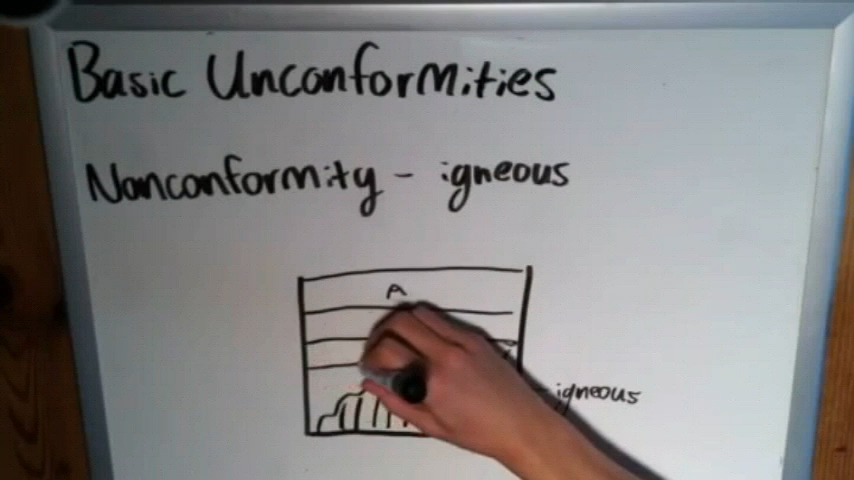 Basic Unconformities
Nonconformity - igneous
A
igneous